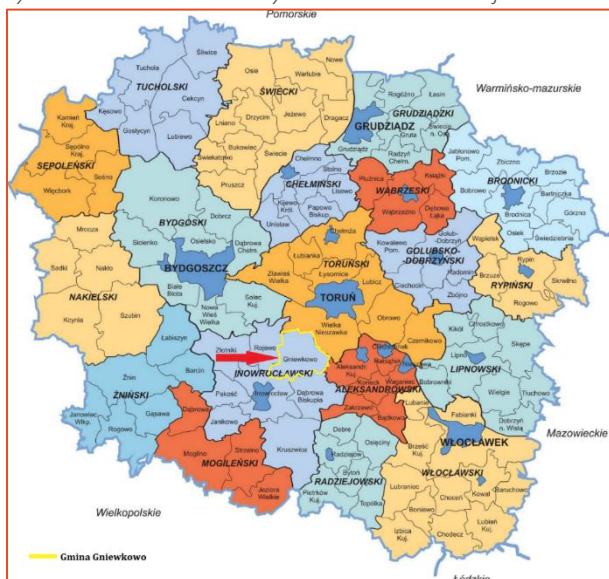 Pomorskie
Warmińsko-mazurskie
Mazowieckie
Wielkopolskie
Łódzkie
TUCHOLSKI
Śliwice
Tuchola
Cekcyn
Kęsowo
Gostycyn
Lubiewo
ŚWIECKI
Osie
Nowe
Warlubie
Lniano
Drzycim
Jeżewo
Dragacz
Bukowiec
Świekatowo
Świecie
Pruszcz
GRUDZIĄDZKI
GRUDZIĄDZ
Rogóźno
Łasin
Gruta
Grudziądz
Radzyń Chełm.
SĘPOLEŃSKI
Kamień
Kraj.
Sępólno
Kraj.
Sośno
Więcbork
CHEŁMIŃSKI
Chełmno
Stolno
Lisewo
Kijewo
Król.
Papowo
Biskup.
Unisław
WĄBRZESKI
Płużnica
Książki
Wąbrzeźno
Dębowa
Łąka
BRODNICKI
Jabłonowo
Pom.
Zbiczno
Brzozie
Bobrowo
Bartniczka
Brodnica
Górzno
Osiek
Świedziebnia
BYDGOSKI
BYDGOSZCZ
Koronowo
Dobrcz
Sicienko
Osielsko
Dąbrowa
Chełm.
Białe
Błota
Nowa
Wieś
Wielka
Solec
Kuj.
TORUŃSKI
TORUŃ
Chełmża
Łubianka
Łysomice
Zławieś
Wielka
Lubicz
Wielka
Nieszawka
Obrowo
Czernikowo
GOLUBSKO-
DOBRZYŃSKI
Kowalewo
Pom.
Golub-
Dobrzyń
Ciechocin
Radomin
Zbójno
RYPIŃSKI
Wąpielsk
Rypin
Brzuze
Skrwilno
Rogowo
NAKIELSKI
Mrocza
Sadki
Nakło
Kcynia
Szubin
ŻNIŃSKI
Łabiszyn
Barcin
Żnin
Janowiec
Wlkp.
Gąsawa
Rogowo
INOWROCŁAWSKI
Złotniki
Rojewo
Gniewkowo
Inowrocław
Pakość
Dąbrowa
Biskupia
Janikowo
Kruszwica
ALEKSANDROWSKI
Ciechocinek
Aleksandr.
Kuj.
Raciążek
Nieszawa
Koneck
Waganiec
Zakrzewo
Bądkowo
LIPNOWSKI
Kikół
Chrostkowo
Skępe
Lipno
Bobrowniki
Wielgie
Tłuchowo
Dobrzyń
n. Wisłą
MOGILEŃSKI
Dąbrowa
Mogilno
Strzelno
Jeziora
Wielkie
RADZIEJOWSKI
Dobre
Osięciny
Radziejów
Bytoń
Piotrków
Kuj.
Topólka
WŁOCŁAWSKI
WŁOCŁAWEK
Lubanie
Fabianki
Brześć
Kuj.
Lubraniec
Choceń
Kowal
Baruchowo
Boniewo
Izbica
Kuj.
Chodecz
Lubień
Kuj.
Gmina Gniewkowo